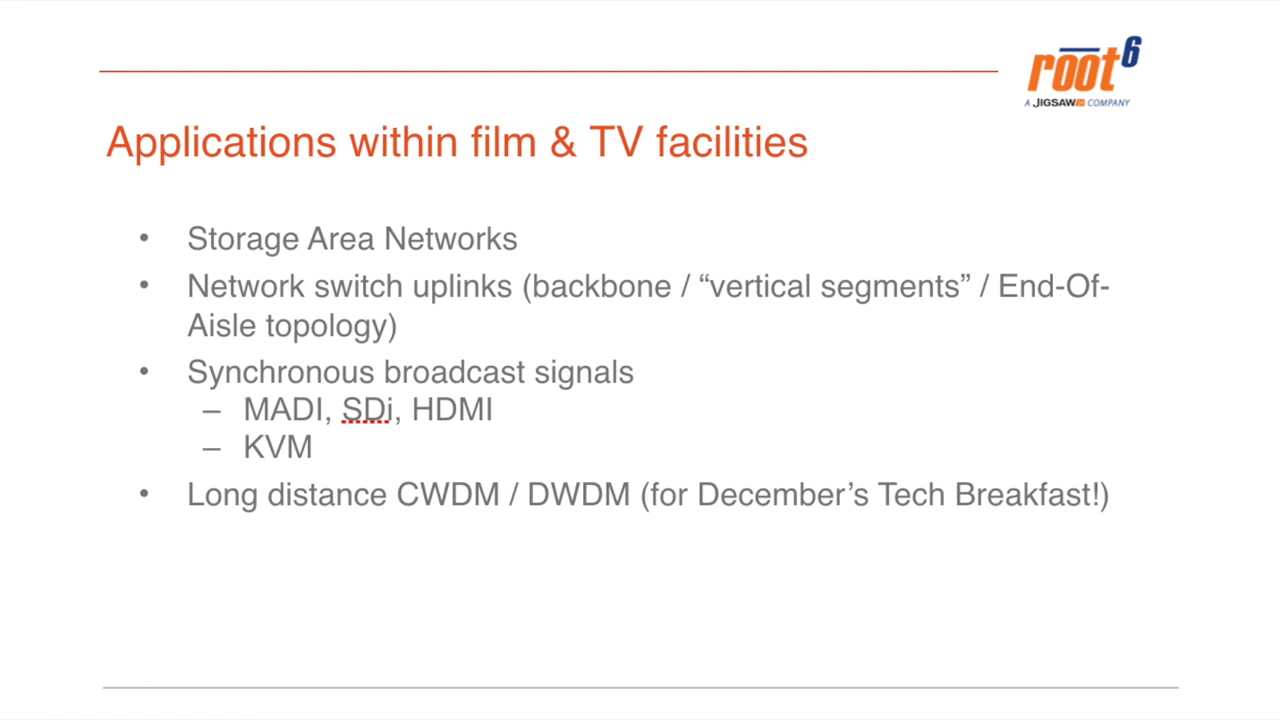 root6
A JIGSAW24 COMPANY
Applications within film & TV facilities
• Storage Area Networks
• Network switch uplinks (backbone / “vertical segments” / End-Of-
Aisle topology)
• Synchronous broadcast signals
– MADI, SDi, HDMI
– KVM
• Long distance CWDM / DWDM (for December’s Tech Breakfast!)